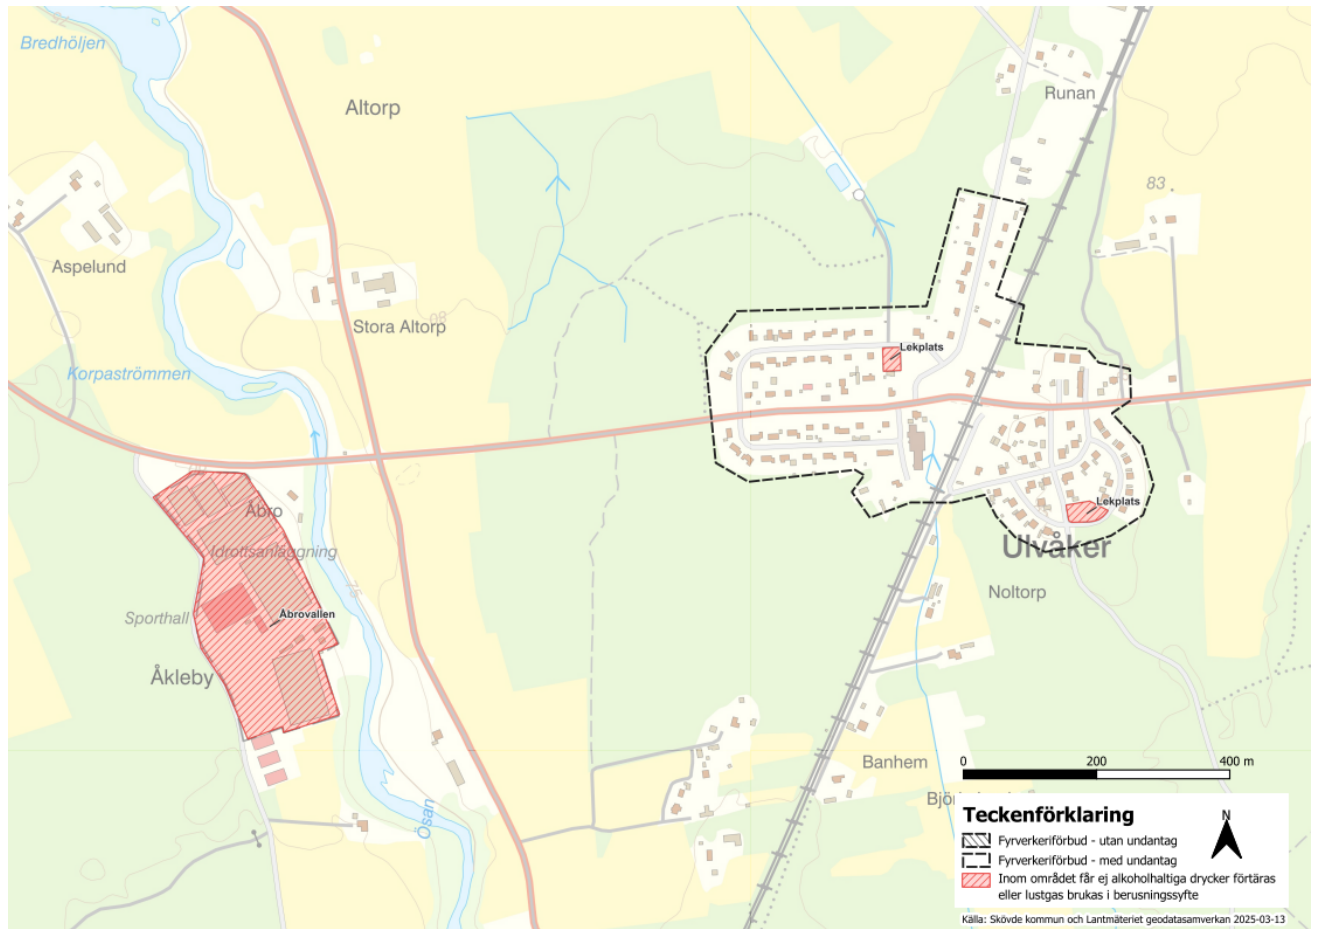 32
Bredhöljen
Altorp
Runan
83
Aspelund
80
Stora Altorp
Lekplats
Korpaströmmen
Lekplats
Åbro
Ulvåker
Idrottsanläggning
75
Noltorp
Åbrovallen
Sporthall
Åkleby
Banhem
0 200 400 m
Ösan
Teckenförklaring
N
Fyrverkeriförbud - utan undantag
Fyrverkeriförbud - med undantag
Inom området får ej alkoholhaltiga drycker förtäras
eller lustgas brukas i berusningssyfte
Källa: Skövde kommun och Lantmäteriet geodatasamverkan 2025-03-13